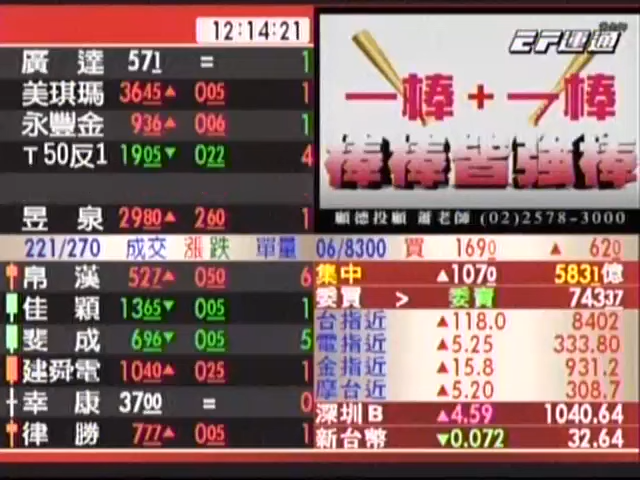 12:14:21
廣達 571 = 1
美琪瑪 3645▲ 005 1
永豐金 936▲ 006 1
T50反1 1905▼ 022 4
昱泉 2980▲ 260 1
221/270 成交 漲跌 單量
帛漢 527▲ 050 6
佳穎 1365▼ 005 1
斐成 696▼ 005 5
建舜電 1040▲ 025 1
幸康 3700 = 0
律勝 777▲ 005 1
EF運通
一棒+一棒
棒棒皆強棒
顧德投顧 蕭老師 (02)2578-3000
06/8300 買 1690 ▲ 620
集中 ▲1070 5831億
委買 > 委賣 74337
台指近 ▲118.0 8402
電指近 ▲5.25 333.80
金指近 ▲15.8 931.2
摩台近 ▲5.20 308.7
深圳B ▲4.59 1040.64
新台幣 ▼0.072 32.64